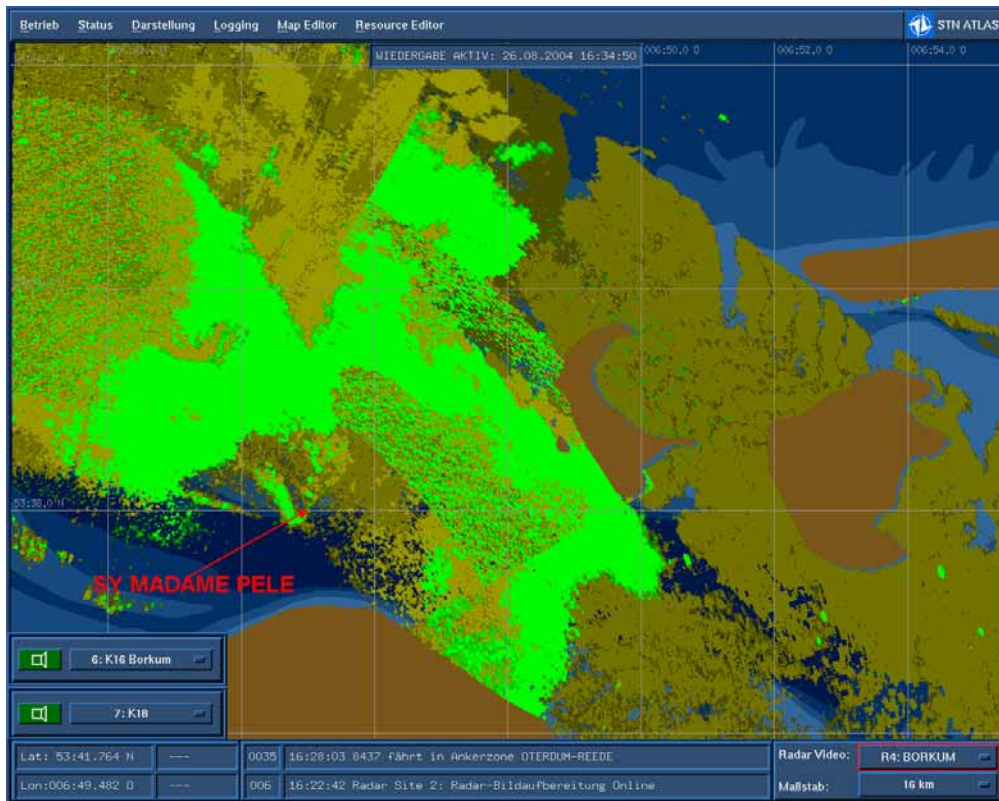 Betrieb Status Darstellung Logging Map Editor Resource Editor
STN ATLAS
WIEDERGABE AKTIV: 26.08.2004 16:34:50
006:50,0 O
006:52,0 O
006:54,0 O
53:38,0 N
SY MADAME PELE
6: K16 Borkum
7: K18
Lat: 53:41.764 N ---
0035 16:28:03 8437 fährt in Ankerzone OTERDUM-REEDE
Radar Video: R4: BORKUM
Lon:006:49.482 O ---
006 16:22:42 Radar Site 2: Radar-Bildaufbereitung Online
Maßstab: 16 km